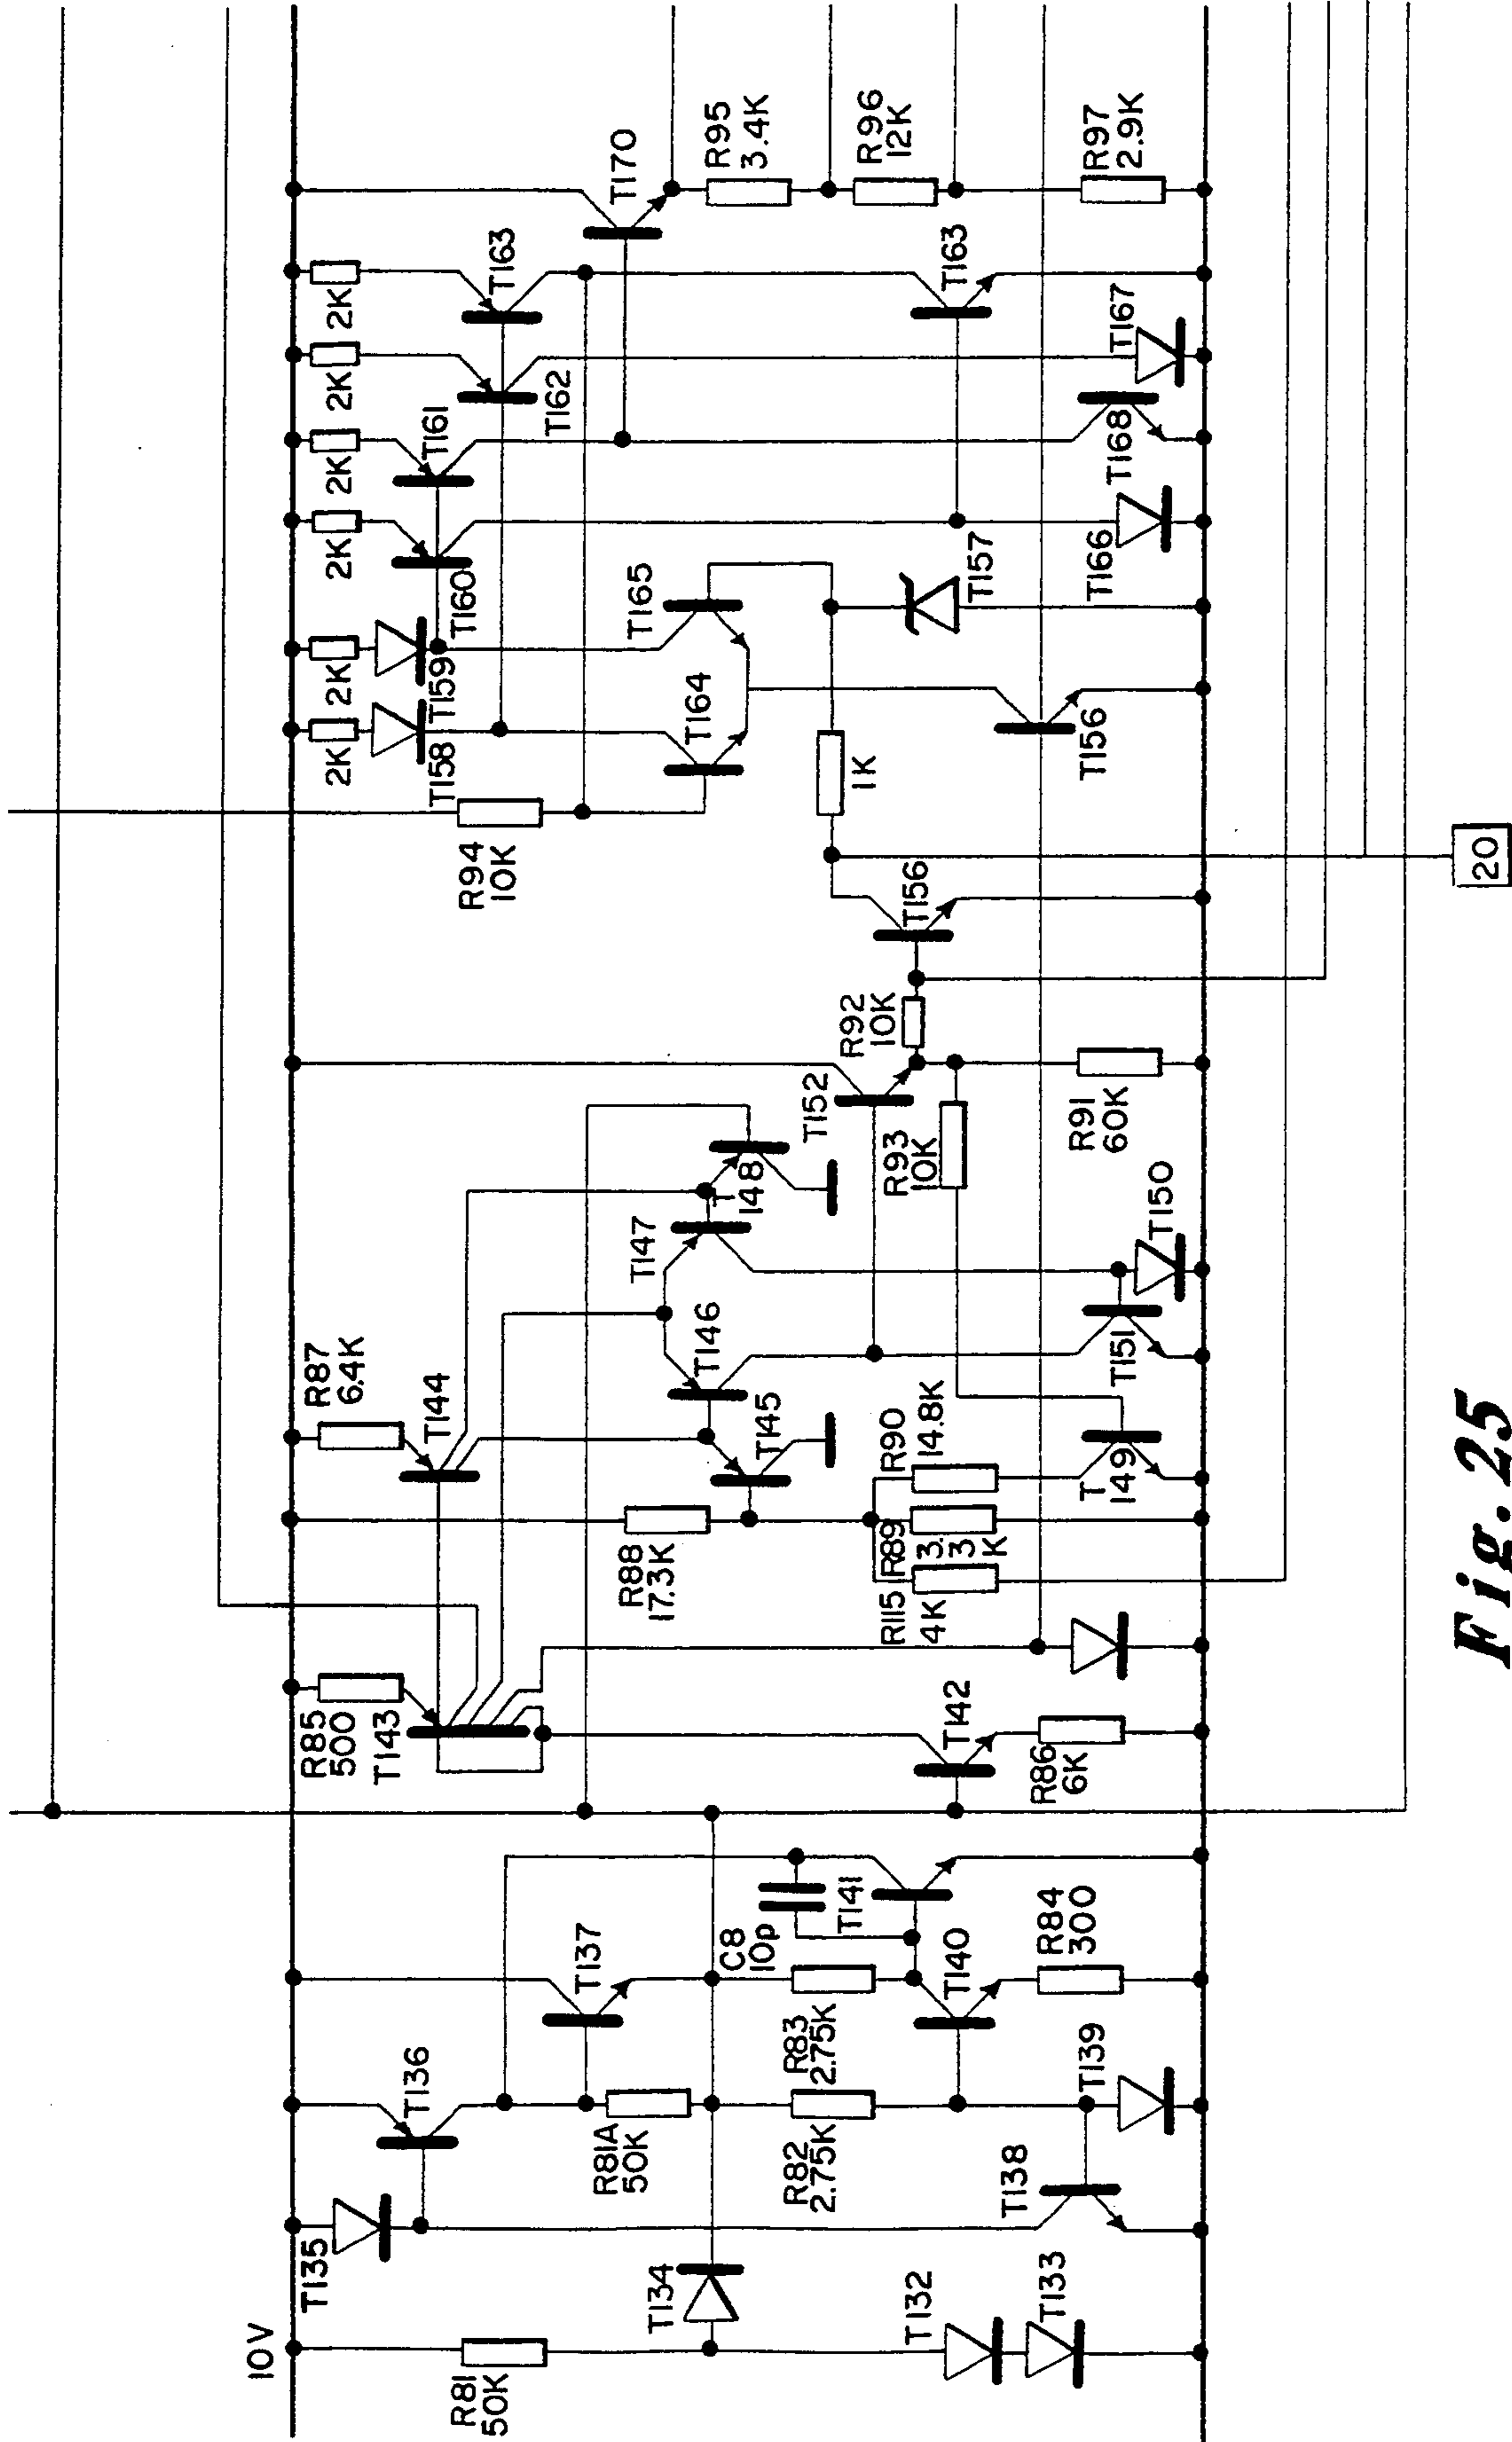 10V
R81
50K
T135
T134
T132
T133
T136
R81A
50K
R82
2.75K
T138
T139
T137
R83
2.75K
C8
10p
T141
T140
R84
300
R85
500
T143
T142
R86
6K
R87
6.4K
T144
R88
17.3K
R115
4K
R89
3.
3
K
R90
14.8K
T145
T146
T147
T
148
T
149
T151
T150
T152
R93
10K
R92
10K
R91
60K
T156
20
R94
10K
2K
T158
2K
T159
T164
T165
1K
T156
T157
2K
T160
2K
T161
2K
T162
2K
T163
T166
T168
T167
T163
T170
R95
3.4K
R96
12K
R97
2.9K
Fig. 25